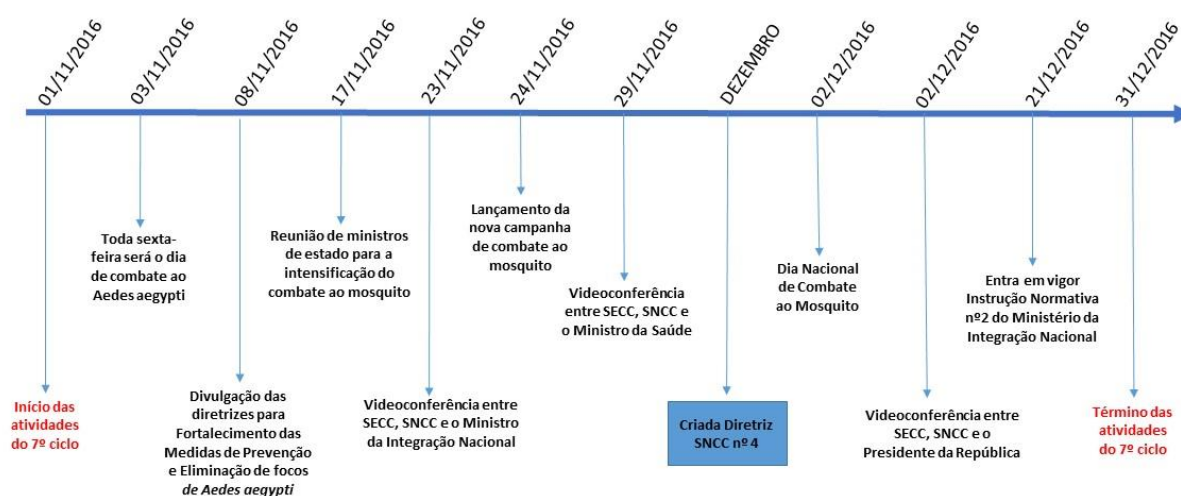 01/11/2016
03/11/2016
08/11/2016
17/11/2016
23/11/2016
24/11/2016
29/11/2016
DEZEMBRO
02/12/2016
02/12/2016
21/12/2016
31/12/2016
Início das
atividades
do 7º ciclo
Toda sexta-
feira será o dia
de combate ao
Aedes aegypti
Divulgação das
diretrizes para
Fortalecimento das
Medidas de Prevenção
e Eliminação de focos
de Aedes aegypti
Reunião de ministros
de estado para a
intensificação do
combate ao mosquito
Videoconferência entre
SECC, SNCC e o Ministro
da Integração Nacional
Lançamento da
nova campanha
de combate ao
mosquito
Videoconferência
entre SECC, SNCC e
o Ministro da Saúde
Criada Diretriz
SNCC nº 4
Dia Nacional
de Combate
ao Mosquito
Videoconferência entre
SECC, SNCC e o
Presidente da República
Entra em vigor
Instrução Normativa
nº2 do Ministério da
Integração Nacional
Término das
atividades
do 7º ciclo